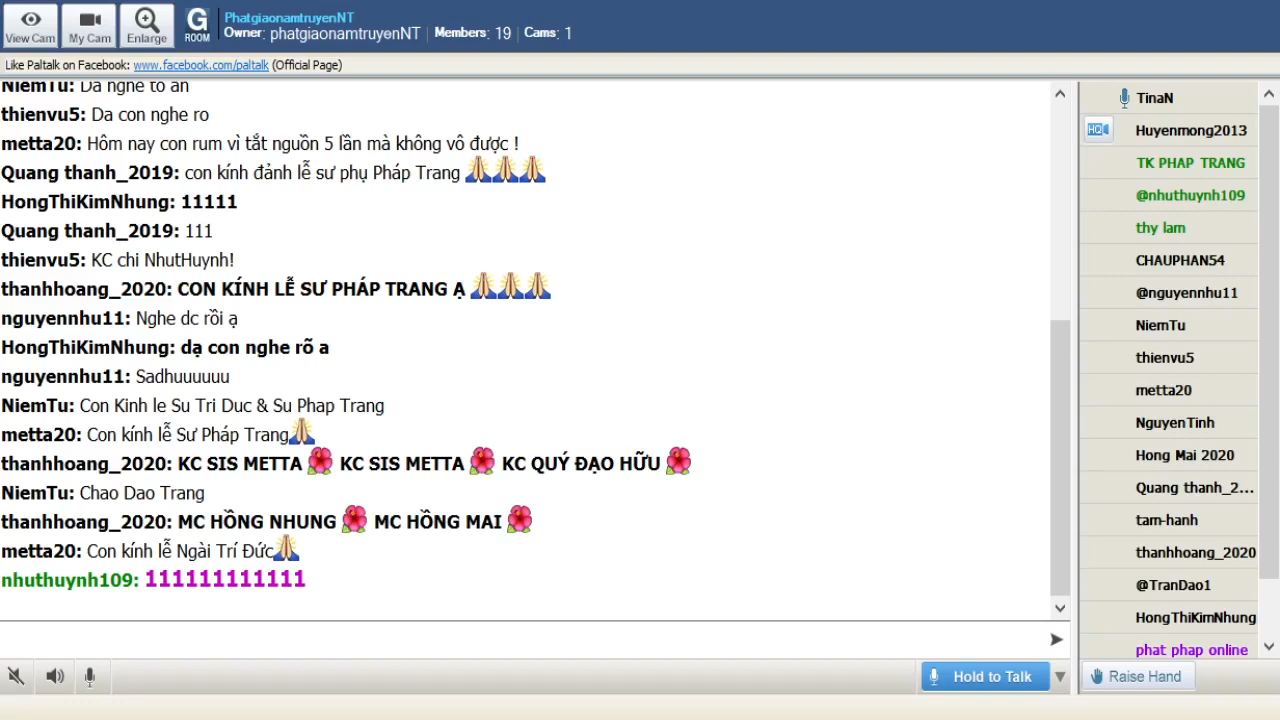 View Cam
My Cam
Enlarge
G
ROOM
PhatgiaonamtruyenNT
Owner: phatgiaonamtruyenNT | Members: 19 | Cams: 1
Like Paltalk on Facebook: www.facebook.com/paltalk (Official Page)
NiemTu: Da nghe to an
thienvu5: Da con nghe ro
metta20: Hôm nay con rum vì tắt nguồn 5 lần mà không vô được !
Quang thanh_2019: con kính đảnh lễ sư phụ Pháp Trang
HongThiKimNhung: 11111
Quang thanh_2019: 111
thienvu5: KC chi NhutHuynh!
thanhhoang_2020: CON KÍNH LỄ SƯ PHÁP TRANG Ạ
nguyennhu11: Nghe dc rồi ạ
HongThiKimNhung: dạ con nghe rõ a
nguyennhu11: Sadhuuuuuu
NiemTu: Con Kinh le Su Tri Duc & Su Phap Trang
metta20: Con kính lễ Sư Pháp Trang
thanhhoang_2020: KC SIS METTA KC SIS METTA KC QUÝ ĐẠO HỮU
NiemTu: Chao Dao Trang
thanhhoang_2020: MC HỒNG NHUNG MC HỒNG MAI
metta20: Con kính lễ Ngài Trí Đức
nhuthuynh109: 111111111111
Hold to Talk
TinaN
HQ
Huyenmong2013
TK PHAP TRANG
@nhuthuynh109
thy lam
CHAUPHAN54
@nguyennhu11
NiemTu
thienvu5
metta20
NguyenTinh
Hong Mai 2020
Quang thanh_2...
tam-hanh
thanhhoang_2020
@TranDao1
HongThiKimNhung
phat phap online
Raise Hand